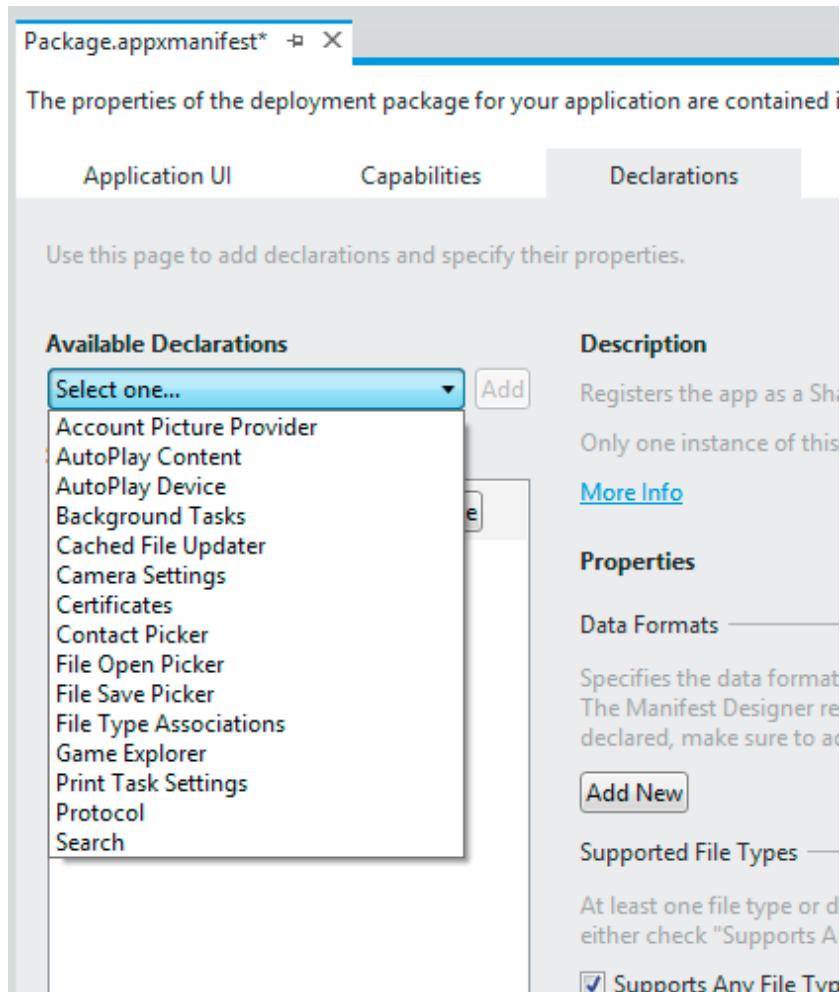 Package.appxmanifest*
The properties of the deployment package for your application are contained
Application UI
Capabilities
Declarations
Use this page to add declarations and specify their properties.
Available Declarations
Select one...
Add
Account Picture Provider
AutoPlay Content
AutoPlay Device
Background Tasks
Cached File Updater
Camera Settings
Certificates
Contact Picker
File Open Picker
File Save Picker
File Type Associations
Game Explorer
Print Task Settings
Protocol
Search
e
Description
Registers the app as a Sha
Only one instance of this
More Info
Properties
Data Formats
Specifies the data format
The Manifest Designer re
declared, make sure to ad
Add New
Supported File Types
At least one file type or d
either check "Supports A
Supports Any File Typ